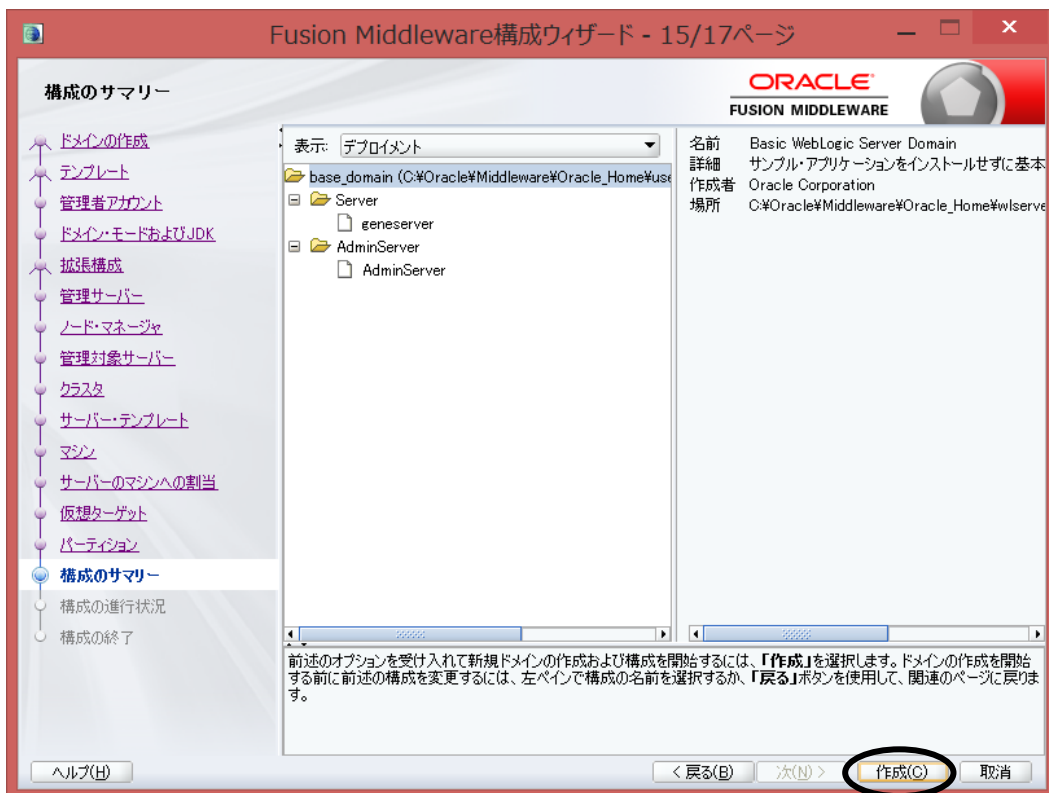 Fusion Middleware構成ウィザード - 15/17ページ
構成のサマリー
ORACLE
FUSION MIDDLEWARE
ドメインの作成
テンプレート
管理者アカウント
ドメイン・モードおよびJDK
拡張構成
管理サーバー
ノード・マネージャ
管理対象サーバー
クラスタ
サーバー・テンプレート
マシン
サーバーのマシンへの割当
仮想ターゲット
パーティション
構成のサマリー
構成の進行状況
構成の終了
表示: デプロイメント
base_domain (C:¥Oracle¥Middleware¥Oracle_Home¥use
Server
geneserver
AdminServer
AdminServer
名前 Basic WebLogic Server Domain
詳細 サンプル・アプリケーションをインストールせずに基本
作成者 Oracle Corporation
場所 C:¥Oracle¥Middleware¥Oracle_Home¥wlserve
前述のオプションを受け入れて新規ドメインの作成および構成を開始するには、「作成」を選択します。ドメインの作成を開始
する前に前述の構成を変更するには、左ペインで構成の名前を選択するか、「戻る」ボタンを使用して、関連のページに戻りま
す。
ヘルプ(H)
< 戻る(B)
次(N) >
作成(C)
取消